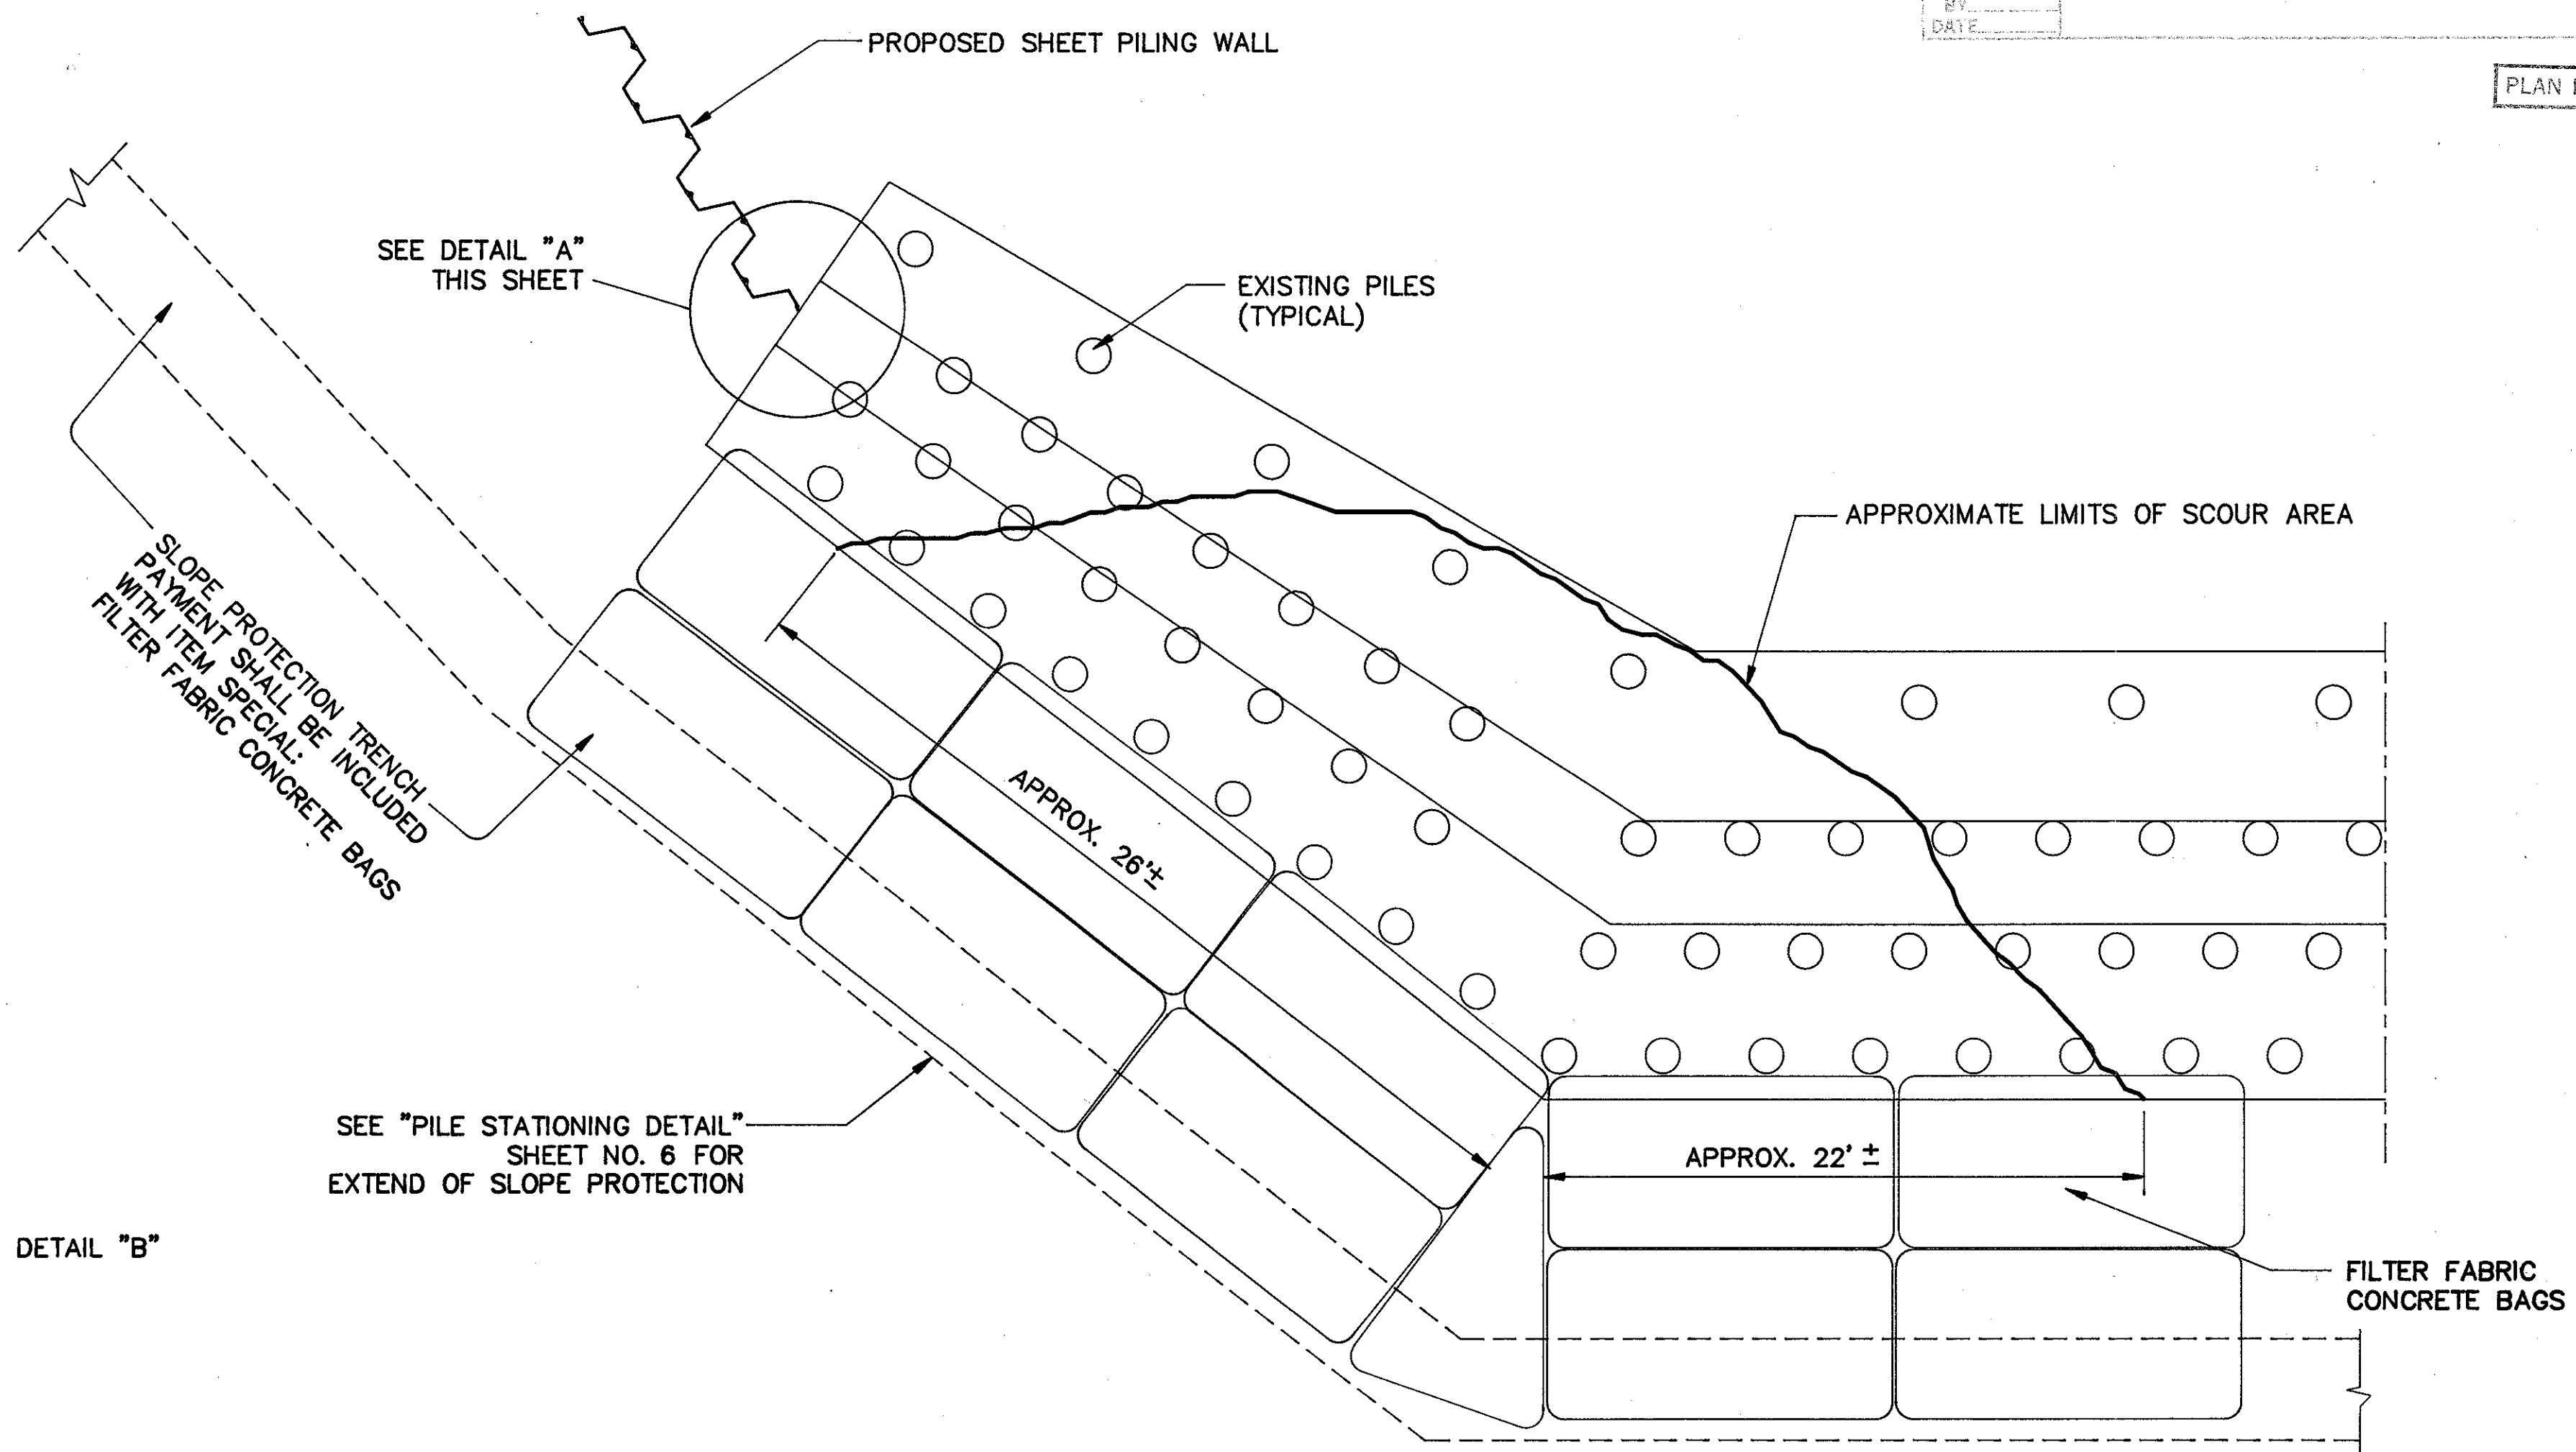 BY
DATE
PLAN
PROPOSED SHEET PILING WALL
SEE DETAIL "A"
THIS SHEET
EXISTING PILES
(TYPICAL)
APPROXIMATE LIMITS OF SCOUR AREA
SLOPE PROTECTION TRENCH
PAYMENT SHALL BE INCLUDED
WITH ITEM SPECIAL:
FILTER FABRIC CONCRETE BAGS
APPROX. 26'±
SEE "PILE STATIONING DETAIL"
SHEET NO. 6 FOR
EXTEND OF SLOPE PROTECTION
APPROX. 22' ±
DETAIL "B"
FILTER FABRIC
CONCRETE BAGS